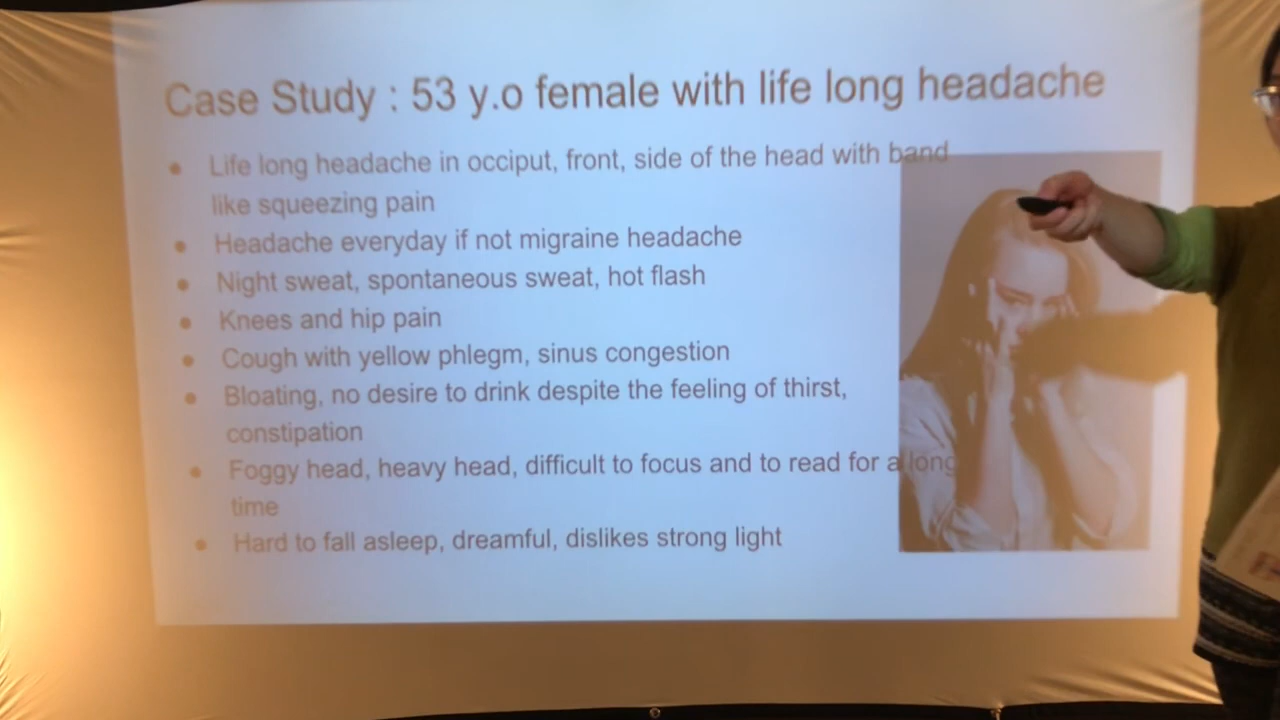 Case Study : 53 y.o female with life long headache
● Life long headache in occiput, front, side of the head with band
like squeezing pain
● Headache everyday if not migraine headache
● Night sweat, spontaneous sweat, hot flash
● Knees and hip pain
● Cough with yellow phlegm, sinus congestion
● Bloating, no desire to drink despite the feeling of thirst,
constipation
● Foggy head, heavy head, difficult to focus and to read for a long
time
● Hard to fall asleep, dreamful, dislikes strong light